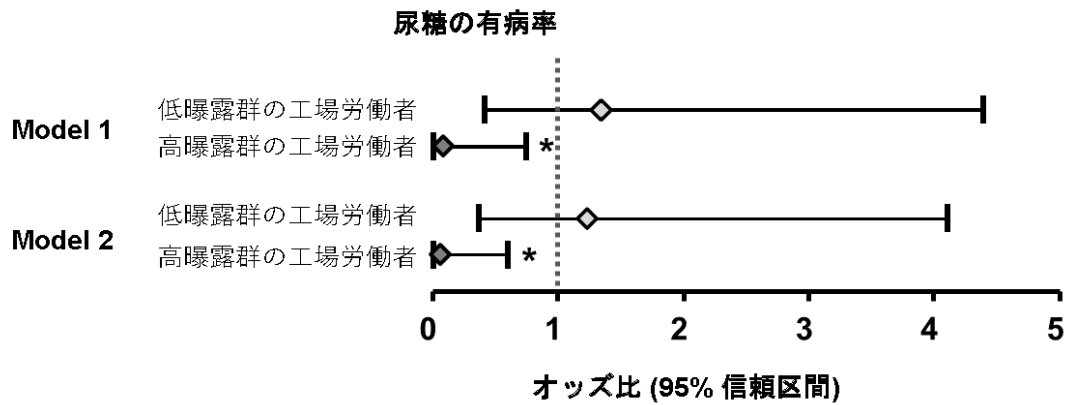 尿糖の有病率
Model 1
低曝露群の工場労働者
高曝露群の工場労働者 *
Model 2
低曝露群の工場労働者
高曝露群の工場労働者 *
0 1 2 3 4 5
オッズ比 (95% 信頼区間)